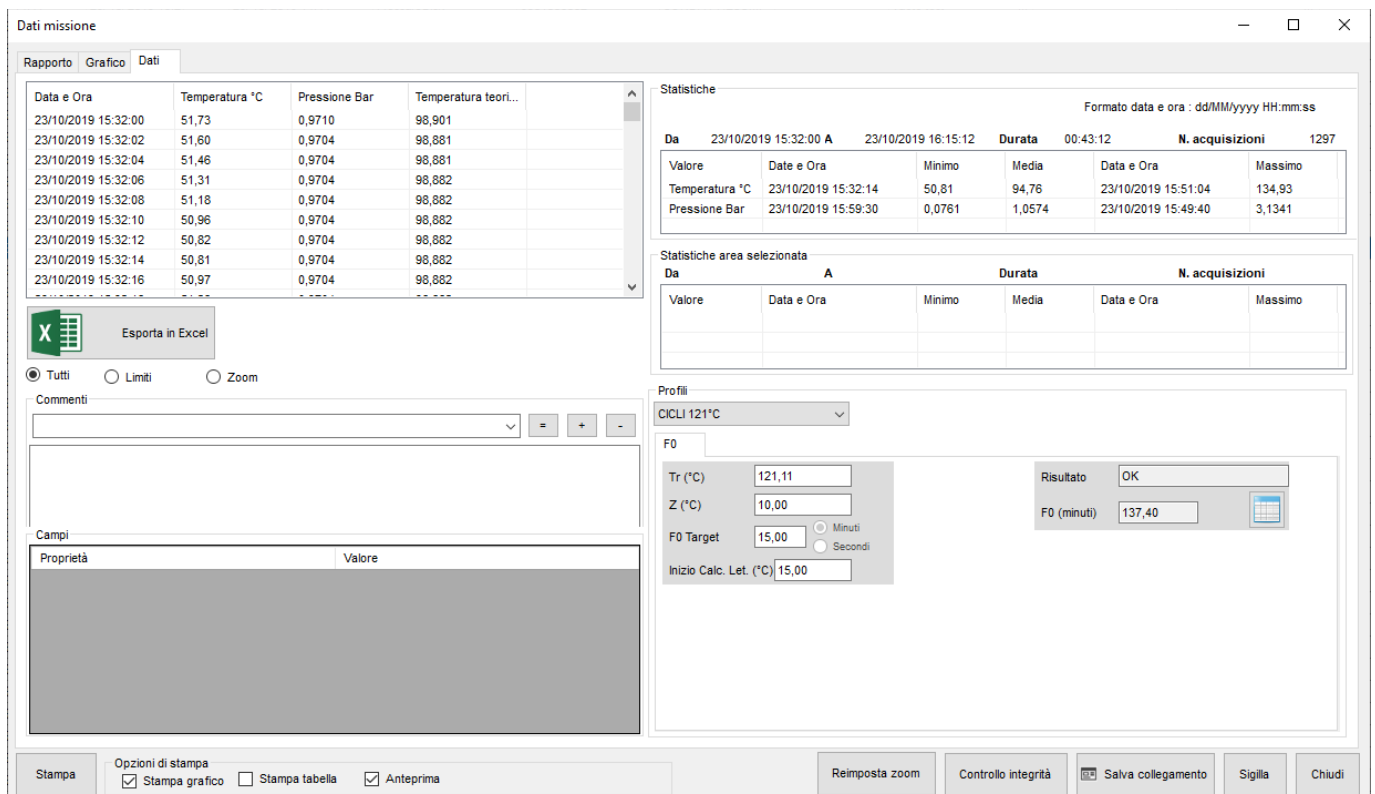 Dati missione
Rapporto Grafico Dati
Data e Ora Temperatura °C Pressione Bar Temperatura teori...
23/10/2019 15:32:00 51,73 0,9710 98,901
23/10/2019 15:32:02 51,60 0,9704 98,881
23/10/2019 15:32:04 51,46 0,9704 98,881
23/10/2019 15:32:06 51,31 0,9704 98,882
23/10/2019 15:32:08 51,18 0,9704 98,882
23/10/2019 15:32:10 50,96 0,9704 98,882
23/10/2019 15:32:12 50,82 0,9704 98,882
23/10/2019 15:32:14 50,81 0,9704 98,882
23/10/2019 15:32:16 50,97 0,9704 98,882
Esporta in Excel
Tutti Limiti Zoom
Commenti
= + -
Campi
Proprietà Valore
Statistiche
Formato data e ora : dd/MM/yyyy HH:mm:ss
Da 23/10/2019 15:32:00 A 23/10/2019 16:15:12 Durata 00:43:12 N. acquisizioni 1297
Valore Date e Ora Minimo Media Data e Ora Massimo
Temperatura °C 23/10/2019 15:32:14 50,81 94,76 23/10/2019 15:51:04 134,93
Pressione Bar 23/10/2019 15:59:30 0,0761 1,0574 23/10/2019 15:49:40 3,1341
Statistiche area selezionata
Da A Durata N. acquisizioni
Valore Data e Ora Minimo Media Data e Ora Massimo
Profili
CICLI 121°C
F0
Tr (°C) 121,11
Z (°C) 10,00
F0 Target 15,00 Minuti
Secondi
Inizio Calc. Let. (°C) 15,00
Risultato OK
F0 (minuti) 137,40
Stampa
Opzioni di stampa
Stampa grafico Stampa tabella Anteprima
Reimposta zoom Controllo integrità Salva collegamento Sigilla Chiudi